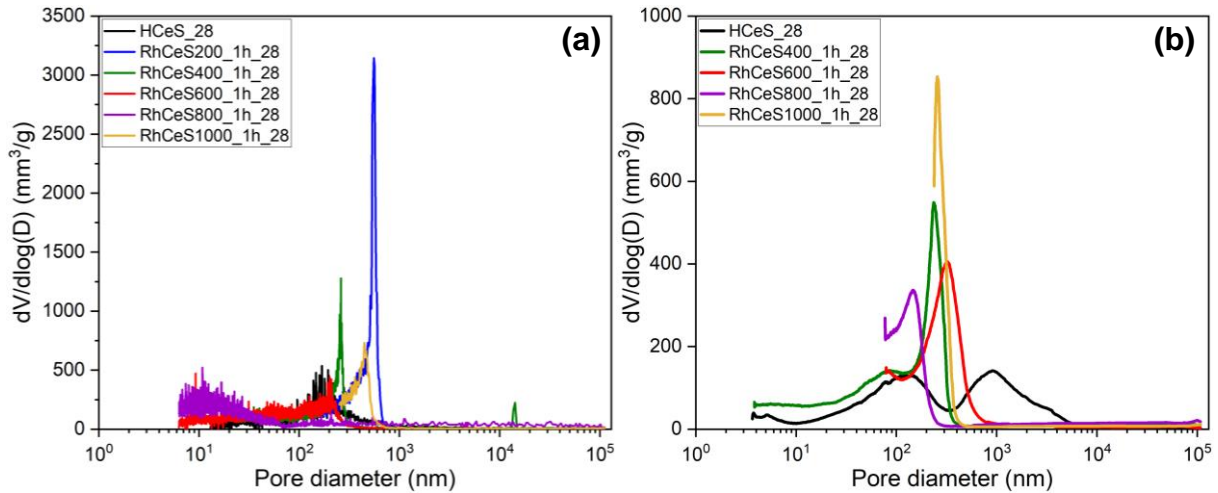 (a)
HCeS_28
RhCeS200_1h_28
RhCeS400_1h_28
RhCeS600_1h_28
RhCeS800_1h_28
RhCeS1000_1h_28
3500
3000
2500
2000
1500
1000
500
0
dV/dlog(D) (mm³/g)
10⁰ 10¹ 10² 10³ 10⁴ 10⁵
Pore diameter (nm)
(b)
HCeS_28
RhCeS400_1h_28
RhCeS600_1h_28
RhCeS800_1h_28
RhCeS1000_1h_28
1000
800
600
400
200
0
dV/dlog(D) (mm³/g)
10⁰ 10¹ 10² 10³ 10⁴ 10⁵
Pore diameter (nm)